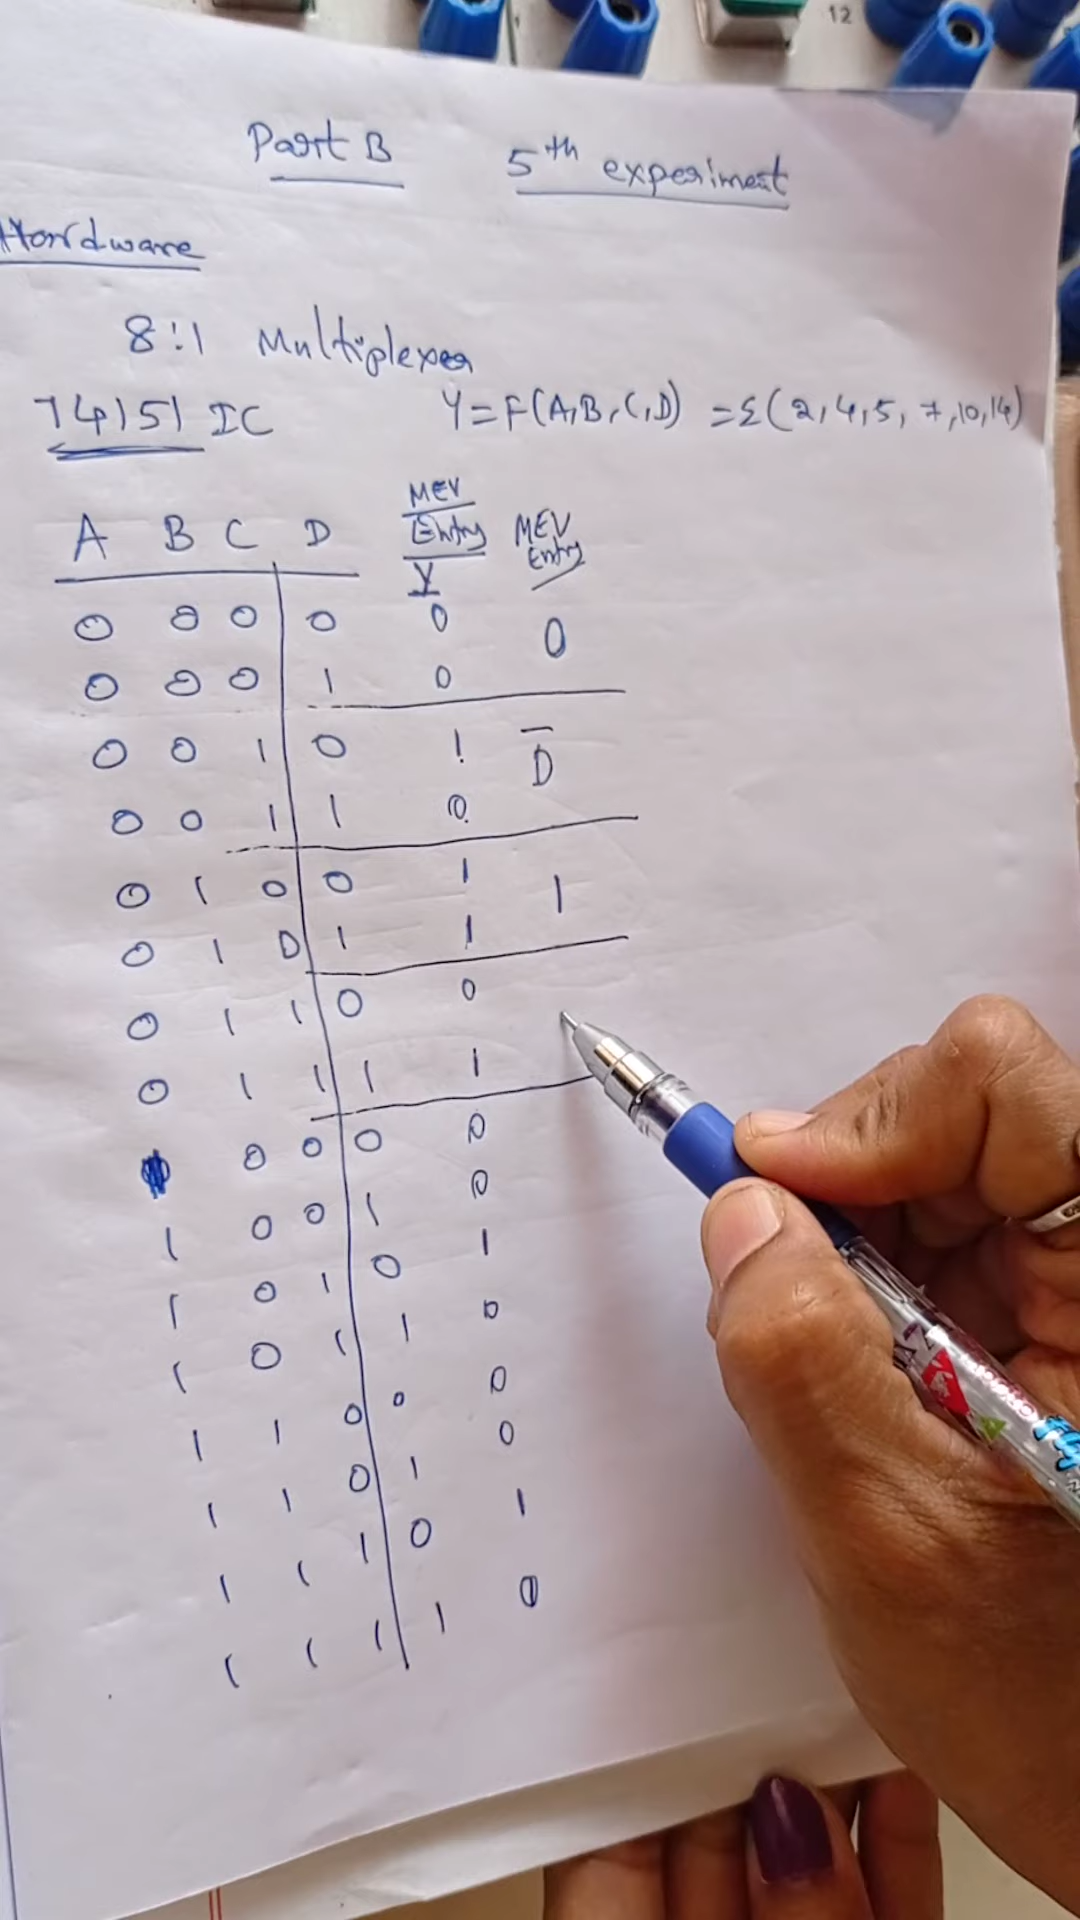 12
Part B 5th experiment
Hardware
8:1 Multiplexer
74151 IC Y=F(A,B,C,D) =Σ(2,4,5,7,10,14)
A B C D MEV Entry Y MEV Entry
0 0 0 0 0 0
0 0 0 1 0
0 0 1 0 1 D̅
0 0 1 1 0
0 1 0 0 1 1
0 1 0 1 1
0 1 1 0 0
0 1 1 1 1
0 0 0 0
1 0 0 1 0
1 0 1 0 1
1 0 1 1 0
1 1 0 0 0
1 1 0 1 0
1 1 1 0 1
1 1 1 1 0